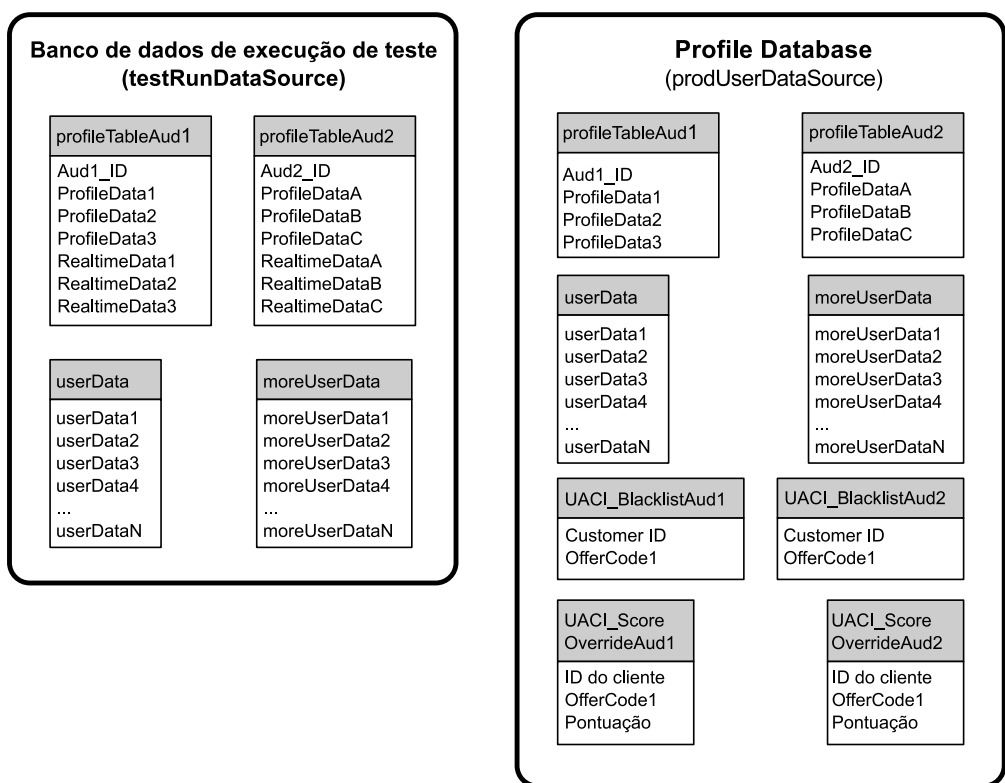 Banco de dados de execução de teste
(testRunDataSource)
profileTableAud1
Aud1_ID
ProfileData1
ProfileData2
ProfileData3
RealtimeData1
RealtimeData2
RealtimeData3
profileTableAud2
Aud2_ID
ProfileDataA
ProfileDataB
ProfileDataC
RealtimeDataA
RealtimeDataB
RealtimeDataC
userData
userData1
userData2
userData3
userData4
...
userDataN
moreUserData
moreUserData1
moreUserData2
moreUserData3
moreUserData4
...
moreUserDataN
Profile Database
(prodUserDataSource)
profileTableAud1
Aud1_ID
ProfileData1
ProfileData2
ProfileData3
profileTableAud2
Aud2_ID
ProfileDataA
ProfileDataB
ProfileDataC
userData
userData1
userData2
userData3
userData4
...
userDataN
moreUserData
moreUserData1
moreUserData2
moreUserData3
moreUserData4
...
moreUserDataN
UACI_BlacklistAud1
Customer ID
OfferCode1
UACI_BlacklistAud2
Customer ID
OfferCode1
UACI_Score
OverrideAud1
ID do cliente
OfferCode1
Pontuação
UACI_Score
OverrideAud2
ID do cliente
OfferCode1
Pontuação